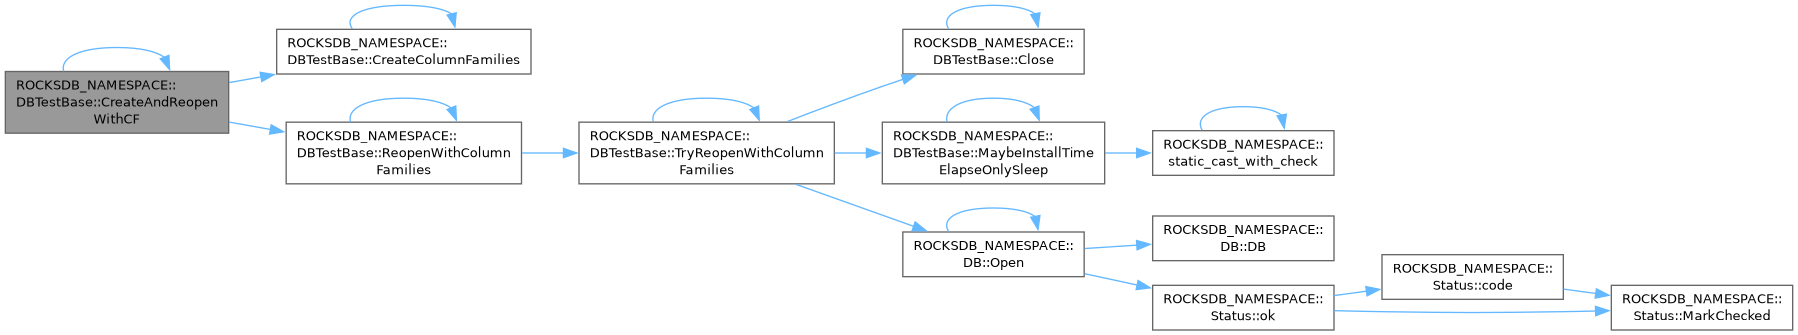 ROCKSDB_NAMESPACE::
DBTestBase::CreateAndReopen
WithCF
ROCKSDB_NAMESPACE::
DBTestBase::CreateColumnFamilies
ROCKSDB_NAMESPACE::
DBTestBase::ReopenWithColumn
Families
ROCKSDB_NAMESPACE::
DBTestBase::TryReopenWithColumn
Families
ROCKSDB_NAMESPACE::
DBTestBase::Close
ROCKSDB_NAMESPACE::
DBTestBase::MaybeInstallTime
ElapseOnlySleep
ROCKSDB_NAMESPACE::
static_cast_with_check
ROCKSDB_NAMESPACE::
DB::Open
ROCKSDB_NAMESPACE::
DB::DB
ROCKSDB_NAMESPACE::
Status::ok
ROCKSDB_NAMESPACE::
Status::code
ROCKSDB_NAMESPACE::
Status::MarkChecked